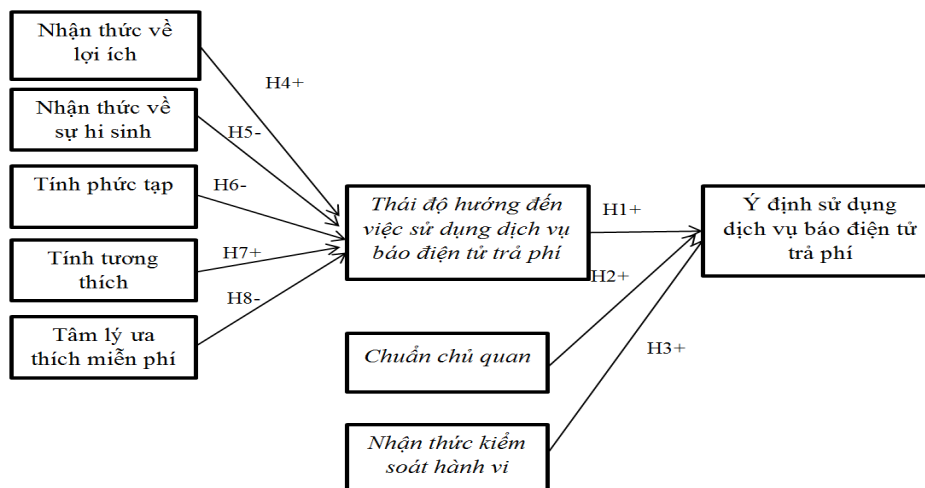 Nhận thức về
lợi ích
H4+
Nhận thức về
sự hi sinh
H5-
Tính phức tạp
H6-
Tính tương
thích
H7+
Tâm lý ưa
thích miễn phí
H8-
Thái độ hướng đến
việc sử dụng dịch vụ
báo điện tử trả phí
H1+
Ý định sử dụng
dịch vụ báo điện tử
trả phí
H2+
Chuẩn chủ quan
H3+
Nhận thức kiểm
soát hành vi